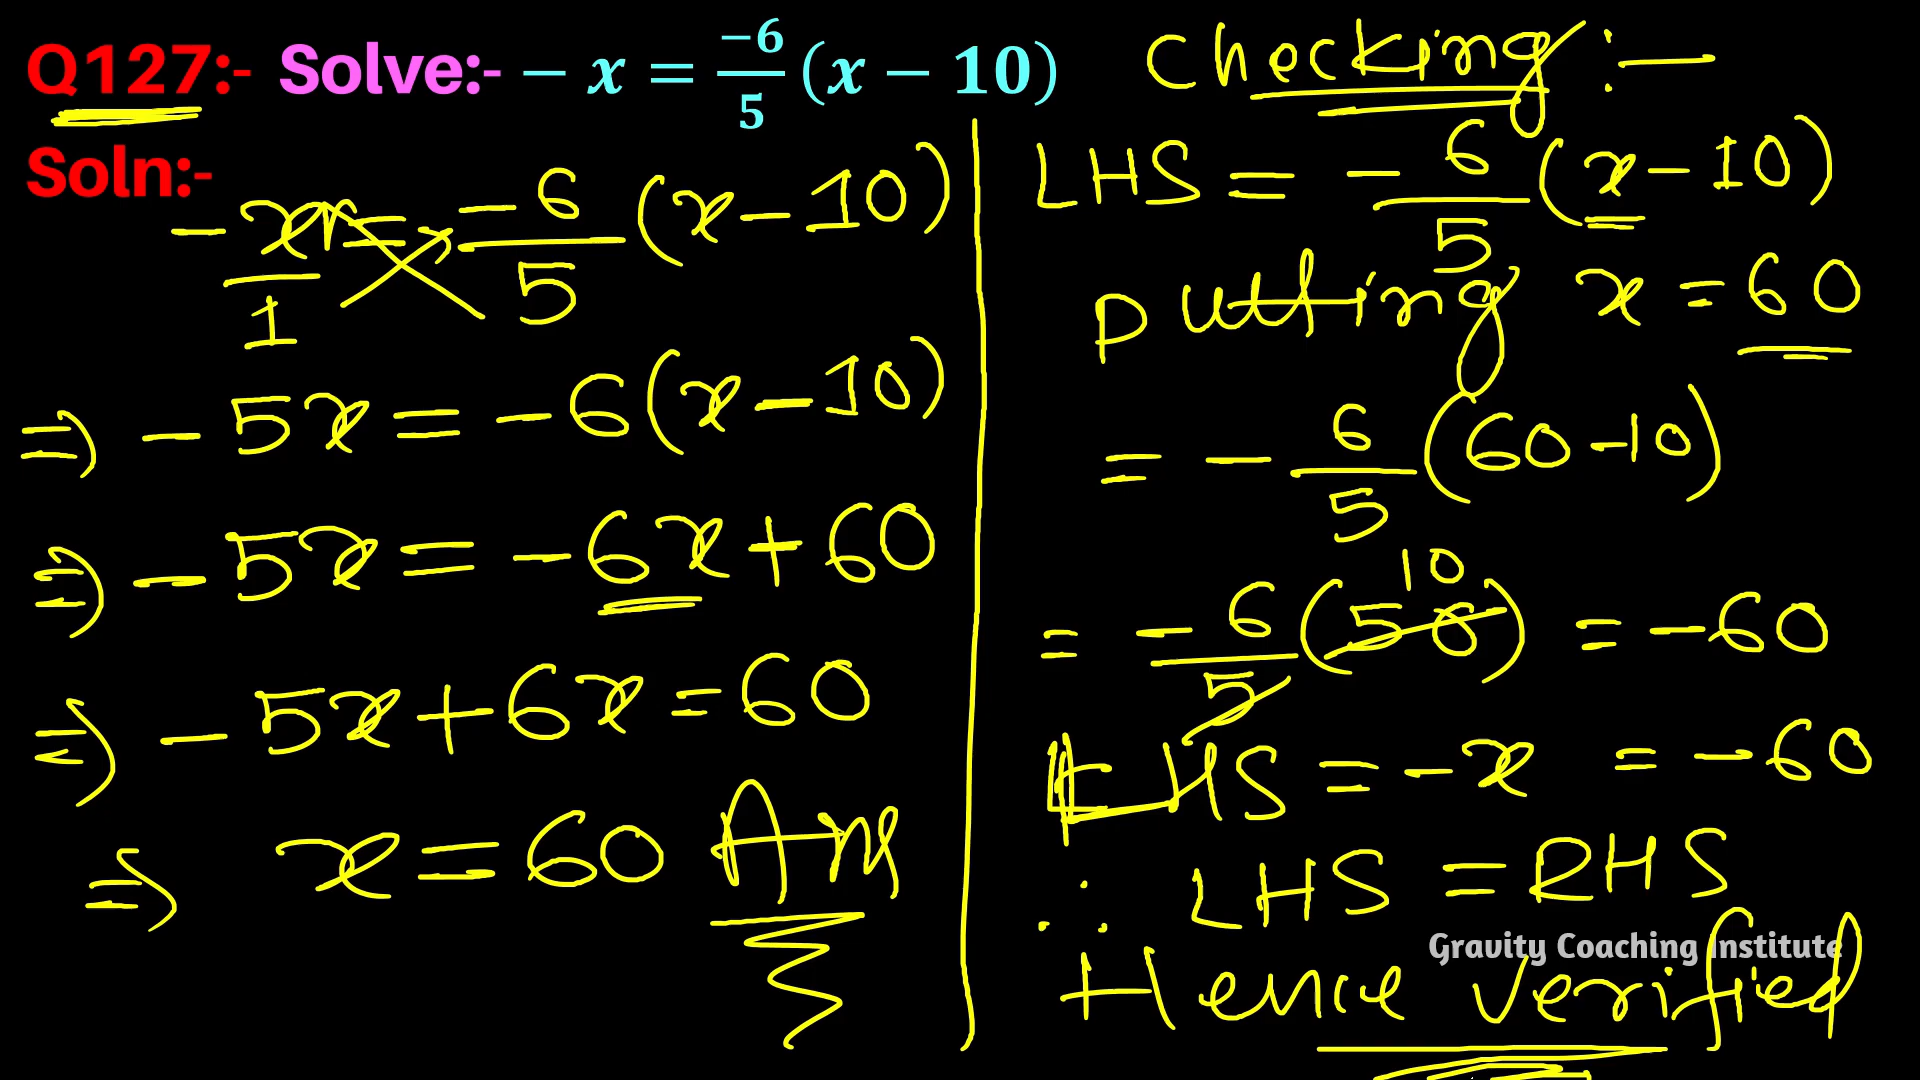 Q127:- Solve:- − x = −6/5 (x − 10)
Soln:-
−x/1 = −6/5 (x − 10)
⇒ − 5x = − 6(x − 10)
⇒ − 5x = − 6x + 60
⇒ − 5x + 6x = 60
⇒ x = 60 Ans
Checking :—
LHS = − 6/5 (x − 10)
putting x = 60
= − 6/5 (60 − 10)
= − 6/5 (50) 10 = − 60
HS = − x = − 60
∴ LHS = RHS
Gravity Coaching Institute
Hence verified